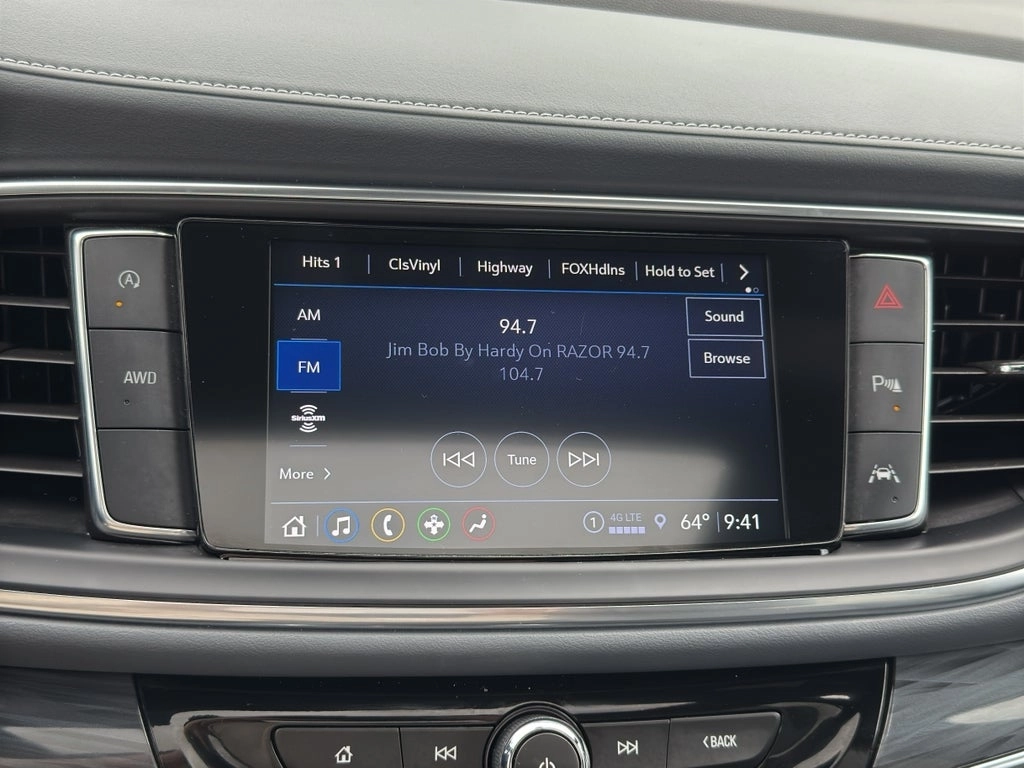 Hits 1 ClsVinyl Highway FOXHdlns Hold to Set
A
AM
94.7
Sound
Jim Bob By Hardy On RAZOR 94.7
Browse
FM
104.7
AWD
P
SiriusXM
Tune
More
1 4G LTE 64° 9:41
BACK